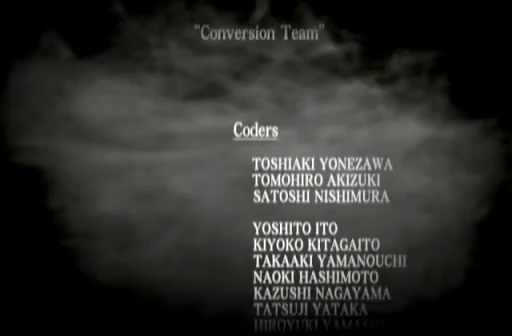 "Conversion Team"
Coders
TOSHIAKI YONEZAWA
TOMOHIRO AKIZUKI
SATOSHI NISHIMURA
YOSHITO ITO
KIYOKO KITAGAITO
TAKAAKI YAMANOUCHI
NAOKI HASHIMOTO
KAZUSHI NAGAYAMA
TATSUJI YATAKA
HIROYUKI